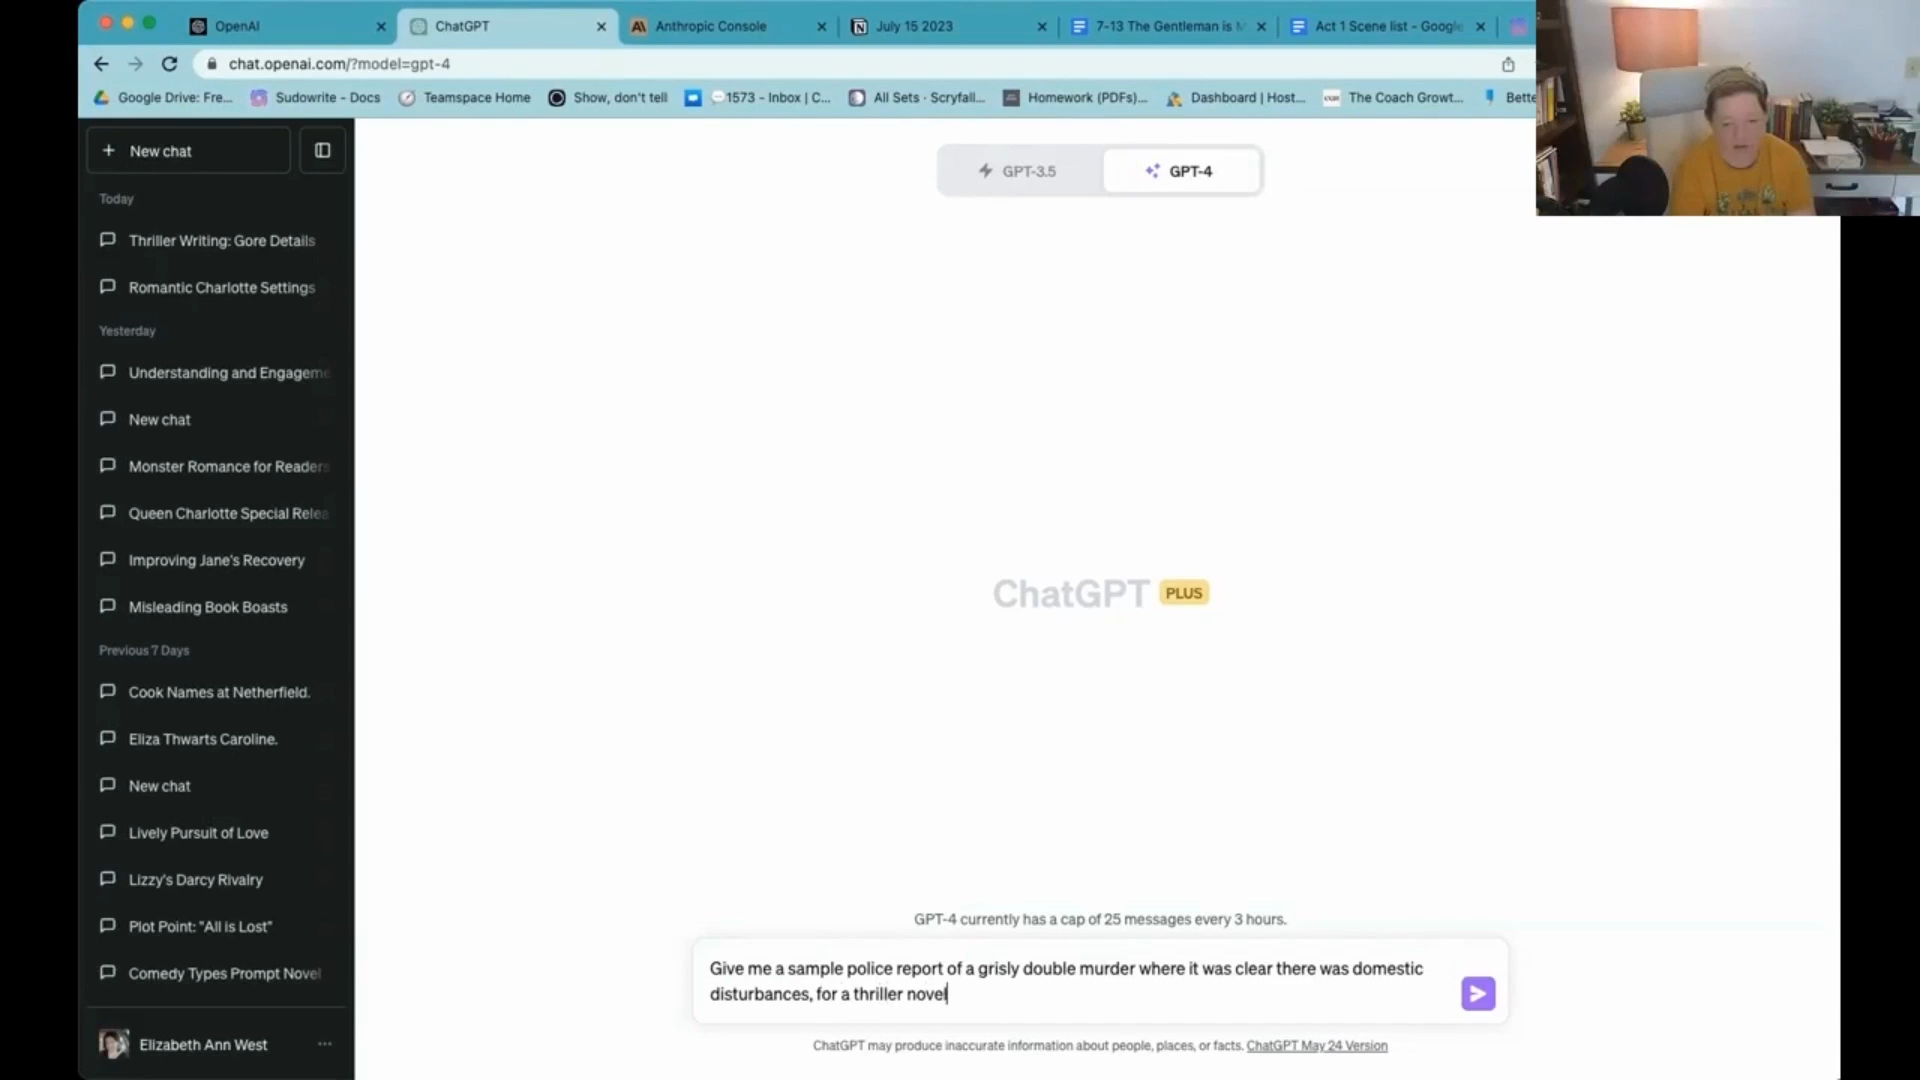 OpenAI
ChatGPT
Anthropic Console
July 15 2023
7-13 The Gentleman is
Act 1 Scene list - Google
chat.openai.com/?model=gpt-4
Google Drive: Fre...
Sudowrite - Docs
Teamspace Home
Show, don't tell
1573 - Inbox | C...
All Sets · Scryfall...
Homework (PDFs)...
Dashboard | Host...
The Coach Growt...
Bette
New chat
GPT-3.5
GPT-4
Today
Thriller Writing: Gore Details
Romantic Charlotte Settings
Yesterday
Understanding and Engageme
New chat
Monster Romance for Readers
Queen Charlotte Special Relea
Improving Jane's Recovery
Misleading Book Boasts
Previous 7 Days
Cook Names at Netherfield.
Eliza Thwarts Caroline.
New chat
Lively Pursuit of Love
Lizzy's Darcy Rivalry
Plot Point: "All is Lost"
Comedy Types Prompt Novel
Elizabeth Ann West
ChatGPT PLUS
GPT-4 currently has a cap of 25 messages every 3 hours.
Give me a sample police report of a grisly double murder where it was clear there was domestic
disturbances, for a thriller novel
ChatGPT may produce inaccurate information about people, places, or facts. ChatGPT May 24 Version